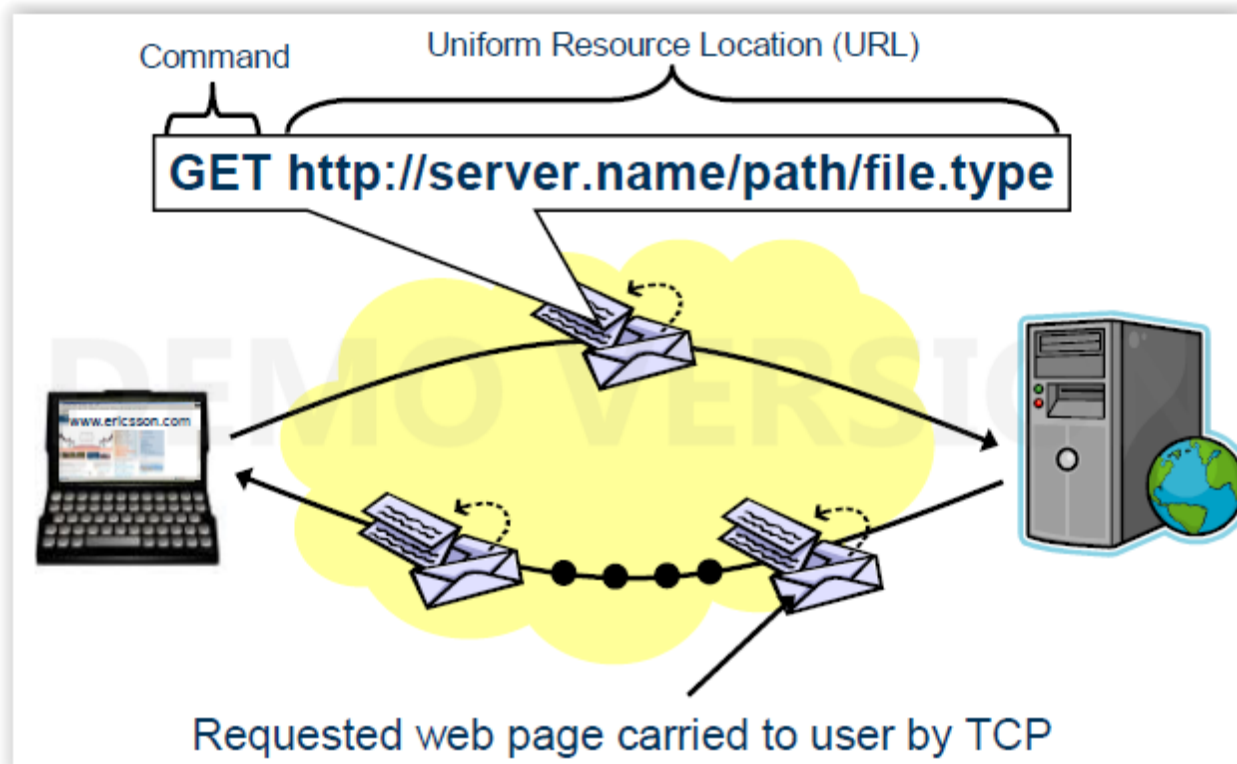 Command
Uniform Resource Location (URL)
GET http://server.name/path/file.type
DEMO VERSION
www.ericsson.com
Requested web page carried to user by TCP